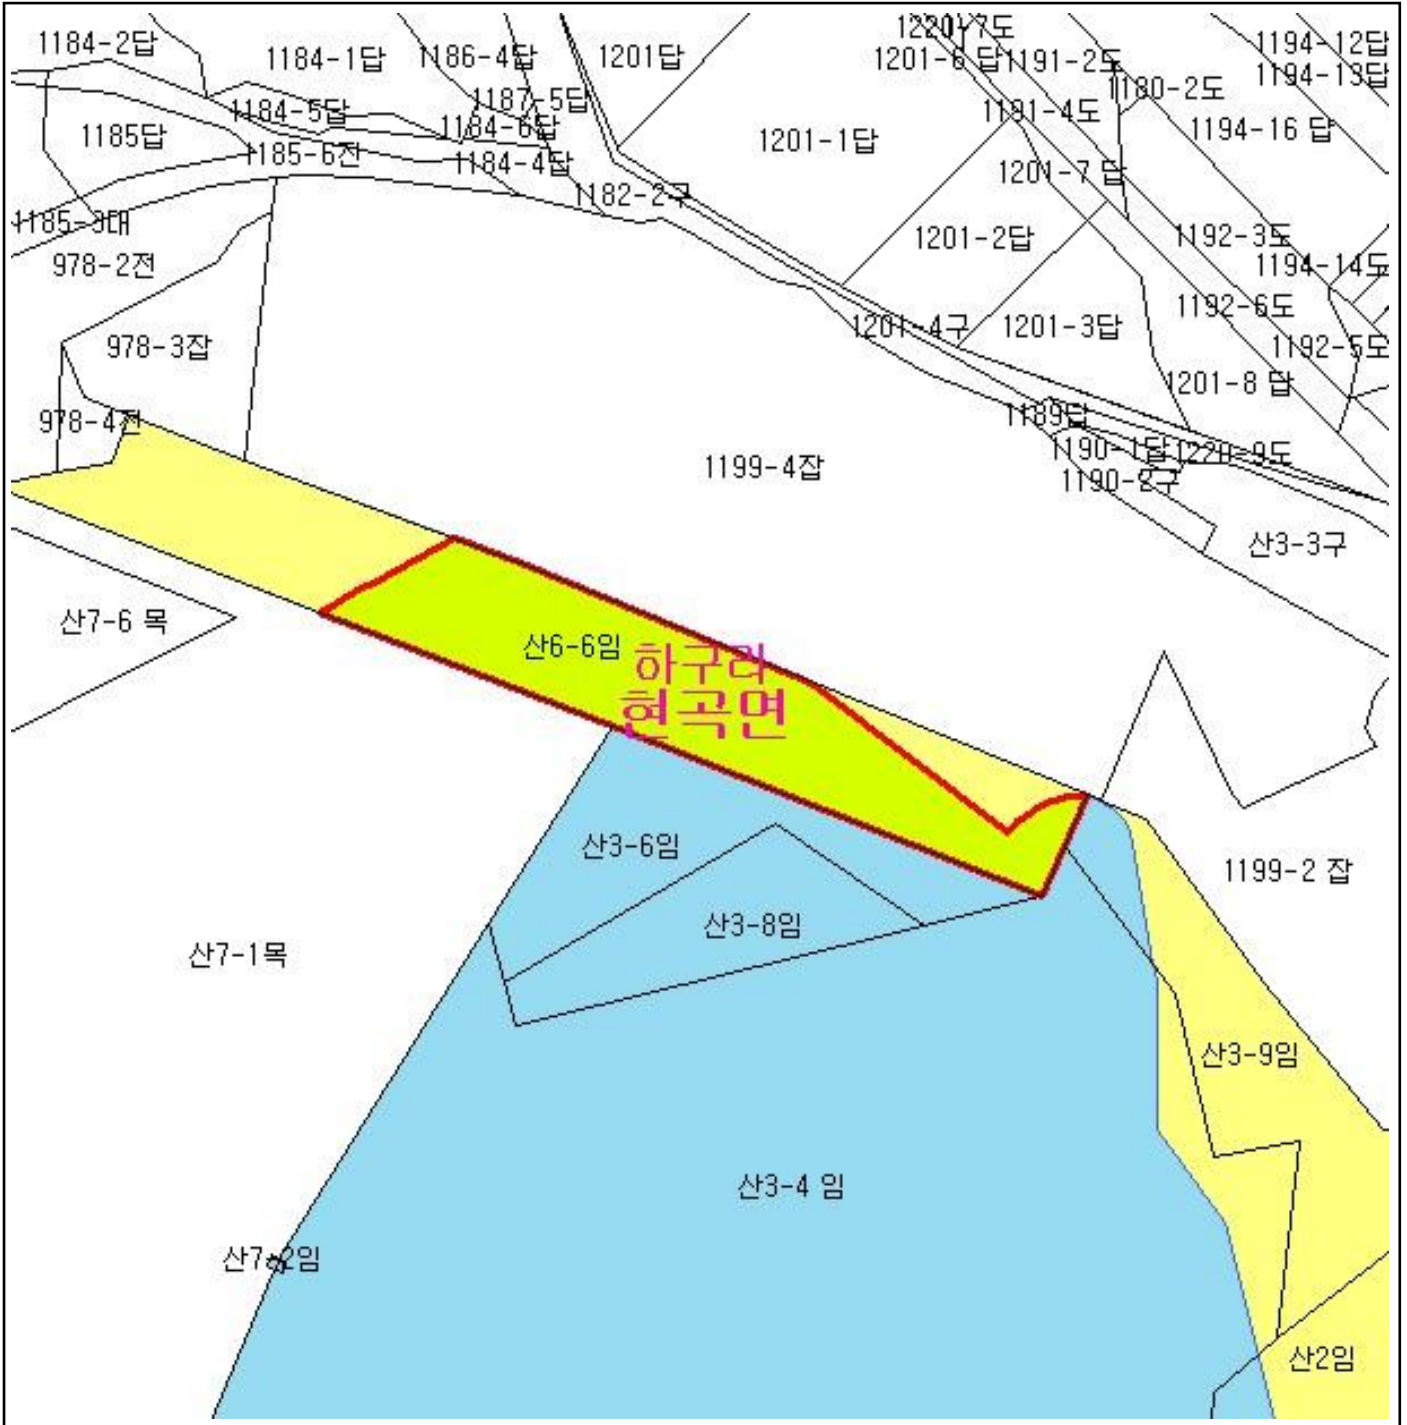 1184-2답
1184-1답
1186-4답
1201답
1220-7도
1201-6 답
1191-2도
1194-12답
1194-13답
1180-2도
1187-5답
1184-5답
1184-6답
1191-4도
1194-16 답
1185답
1185-6전
1184-4답
1201-1답
1201-7 답
1182-2구
1185-3대
978-2전
1201-2답
1192-3도
1194-14도
1192-6도
1201-4구
1201-3답
1192-5도
978-3잡
1201-8 답
978-4전
1189답
1190-1답
1220-9도
1190-2구
1199-4잡
산3-3구
산7-6 목
산6-6임
하구리
현곡면
산3-6임
1199-2 잡
산3-8임
산7-1목
산3-9임
산3-4 임
산7-2임
산2임